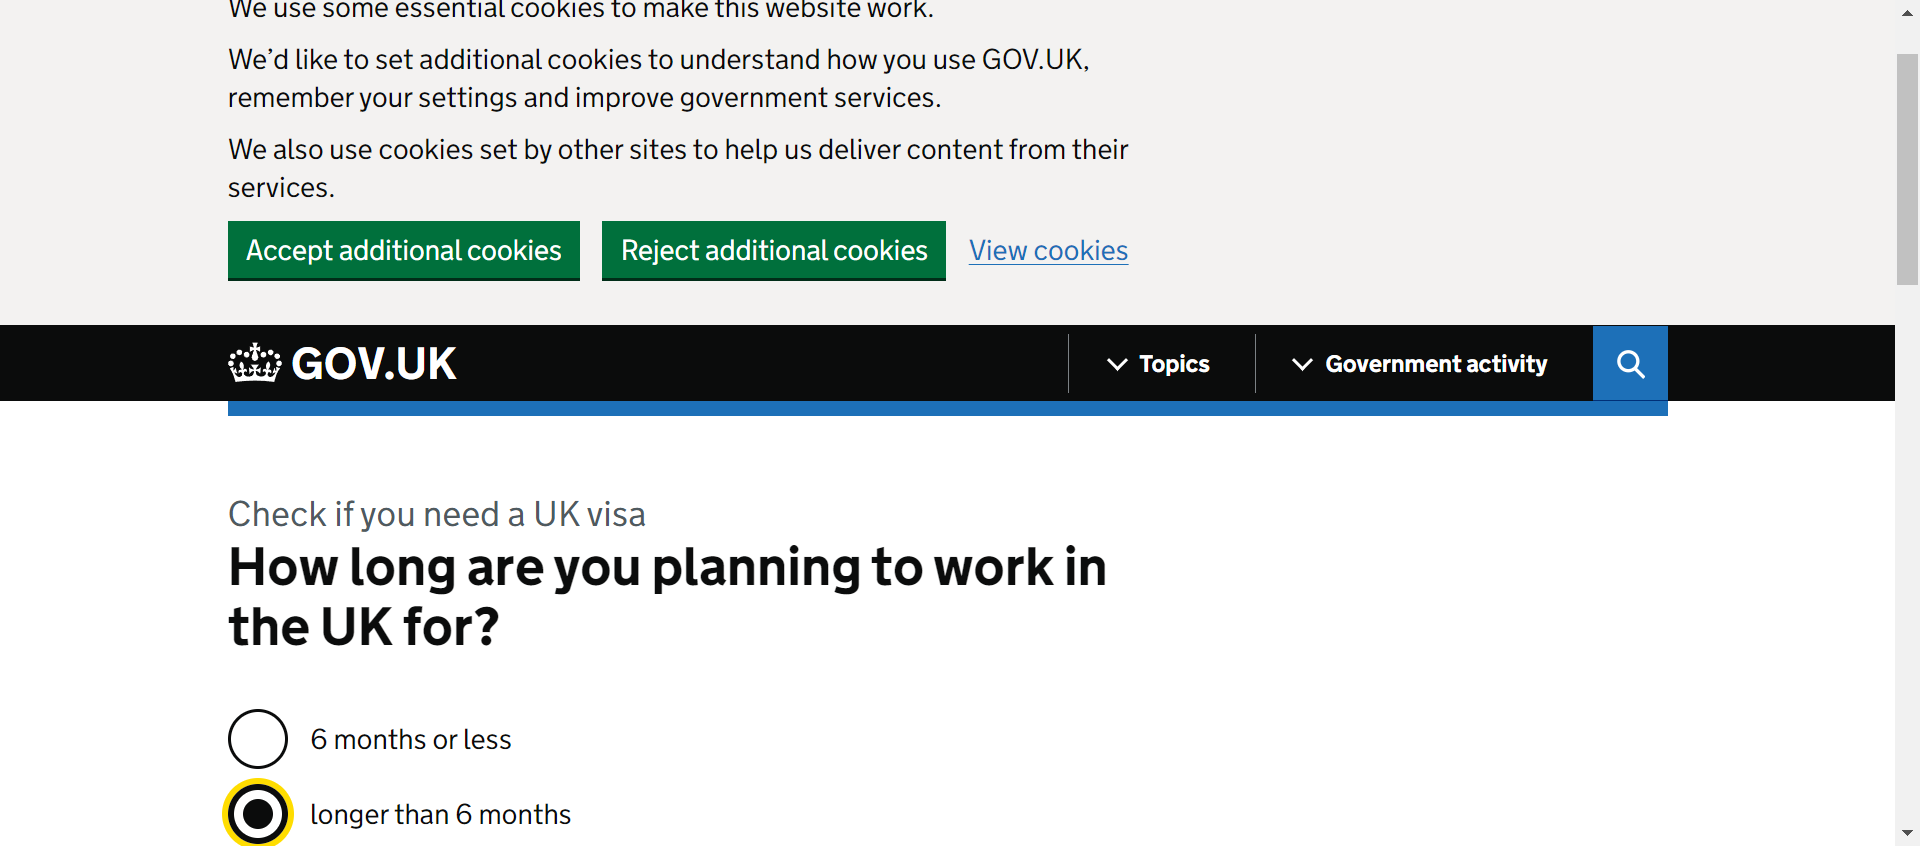 We use some essential cookies to make this website work.
We’d like to set additional cookies to understand how you use GOV.UK,
remember your settings and improve government services.
We also use cookies set by other sites to help us deliver content from their
services.
Accept additional cookies
Reject additional cookies
View cookies
GOV.UK
Topics
Government activity
Check if you need a UK visa
How long are you planning to work in
the UK for?
6 months or less
longer than 6 months